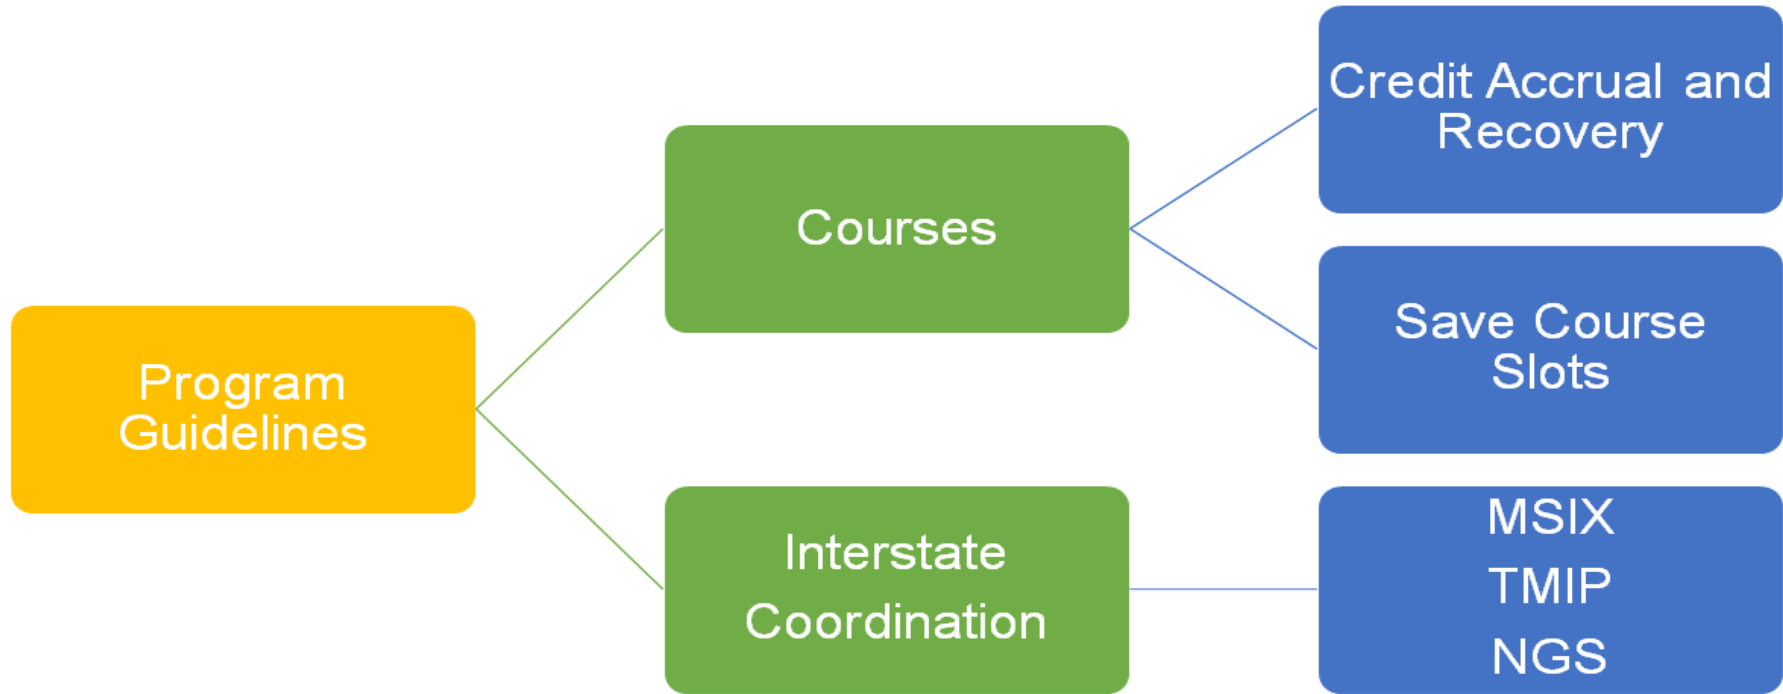 Program
Guidelines
Courses
Interstate
Coordination
Credit Accrual and
Recovery
Save Course
Slots
MSIX
TMIP
NGS